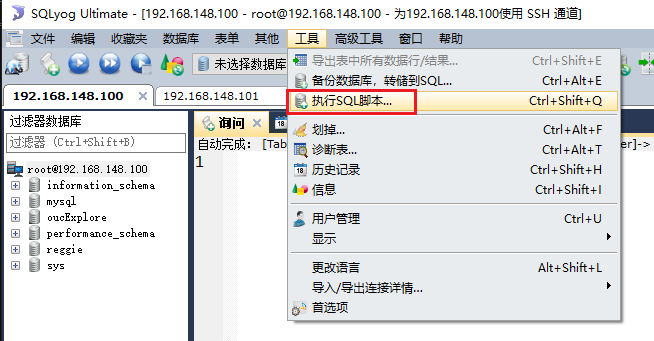 SQLyog Ultimate - [192.168.148.100 - root@192.168.148.100 - 为192.168.148.100使用 SSH 通道]
文件 编辑 收藏夹 数据库 表单 其他 工具 高级工具 窗口 帮助
未选择数据库
192.168.148.100 192.168.148.101
过滤器数据库
过滤器 (Ctrl+Shift+B)
root@192.168.148.100
information_schema
mysql
oucExplore
performance_schema
reggie
sys
询问
自动完成: [Tab
er]->
1
导出表中所有数据行/结果... Ctrl+Shift+E
备份数据库，转储到SQL... Ctrl+Alt+E
执行SQL脚本... Ctrl+Shift+Q
划掉... Ctrl+Alt+F
诊断表... Ctrl+Alt+T
历史记录 Ctrl+Shift+H
信息 Ctrl+Shift+I
用户管理 Ctrl+U
显示
更改语言 Alt+Shift+L
导入/导出连接详情...
首选项